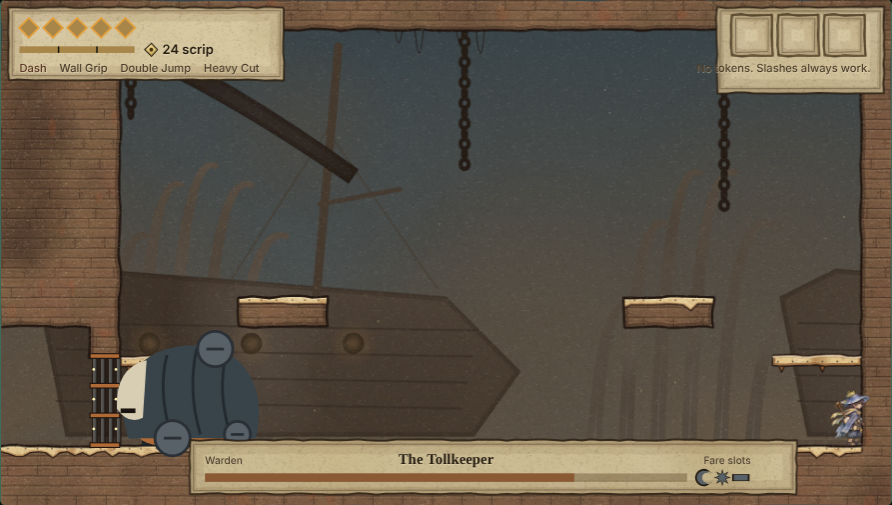 24 scrip
Dash Wall Grip Double Jump Heavy Cut
No tokens. Slashes always work.
Warden The Tollkeeper Fare slots